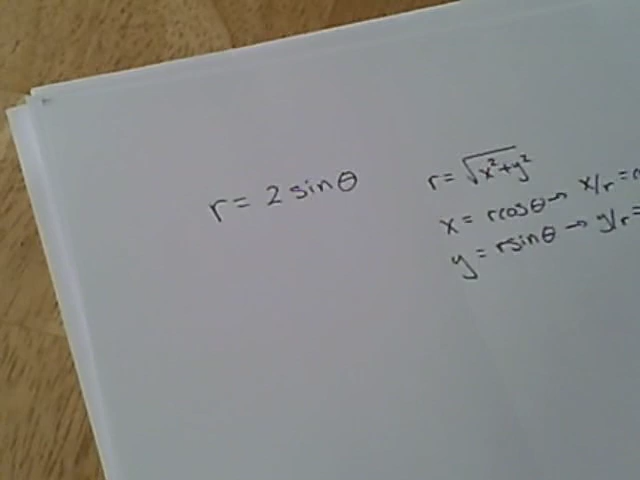 r = 2 sinθ
r = √x²+y²
x = rcosθ → x/r =
y = rsinθ → y/r =